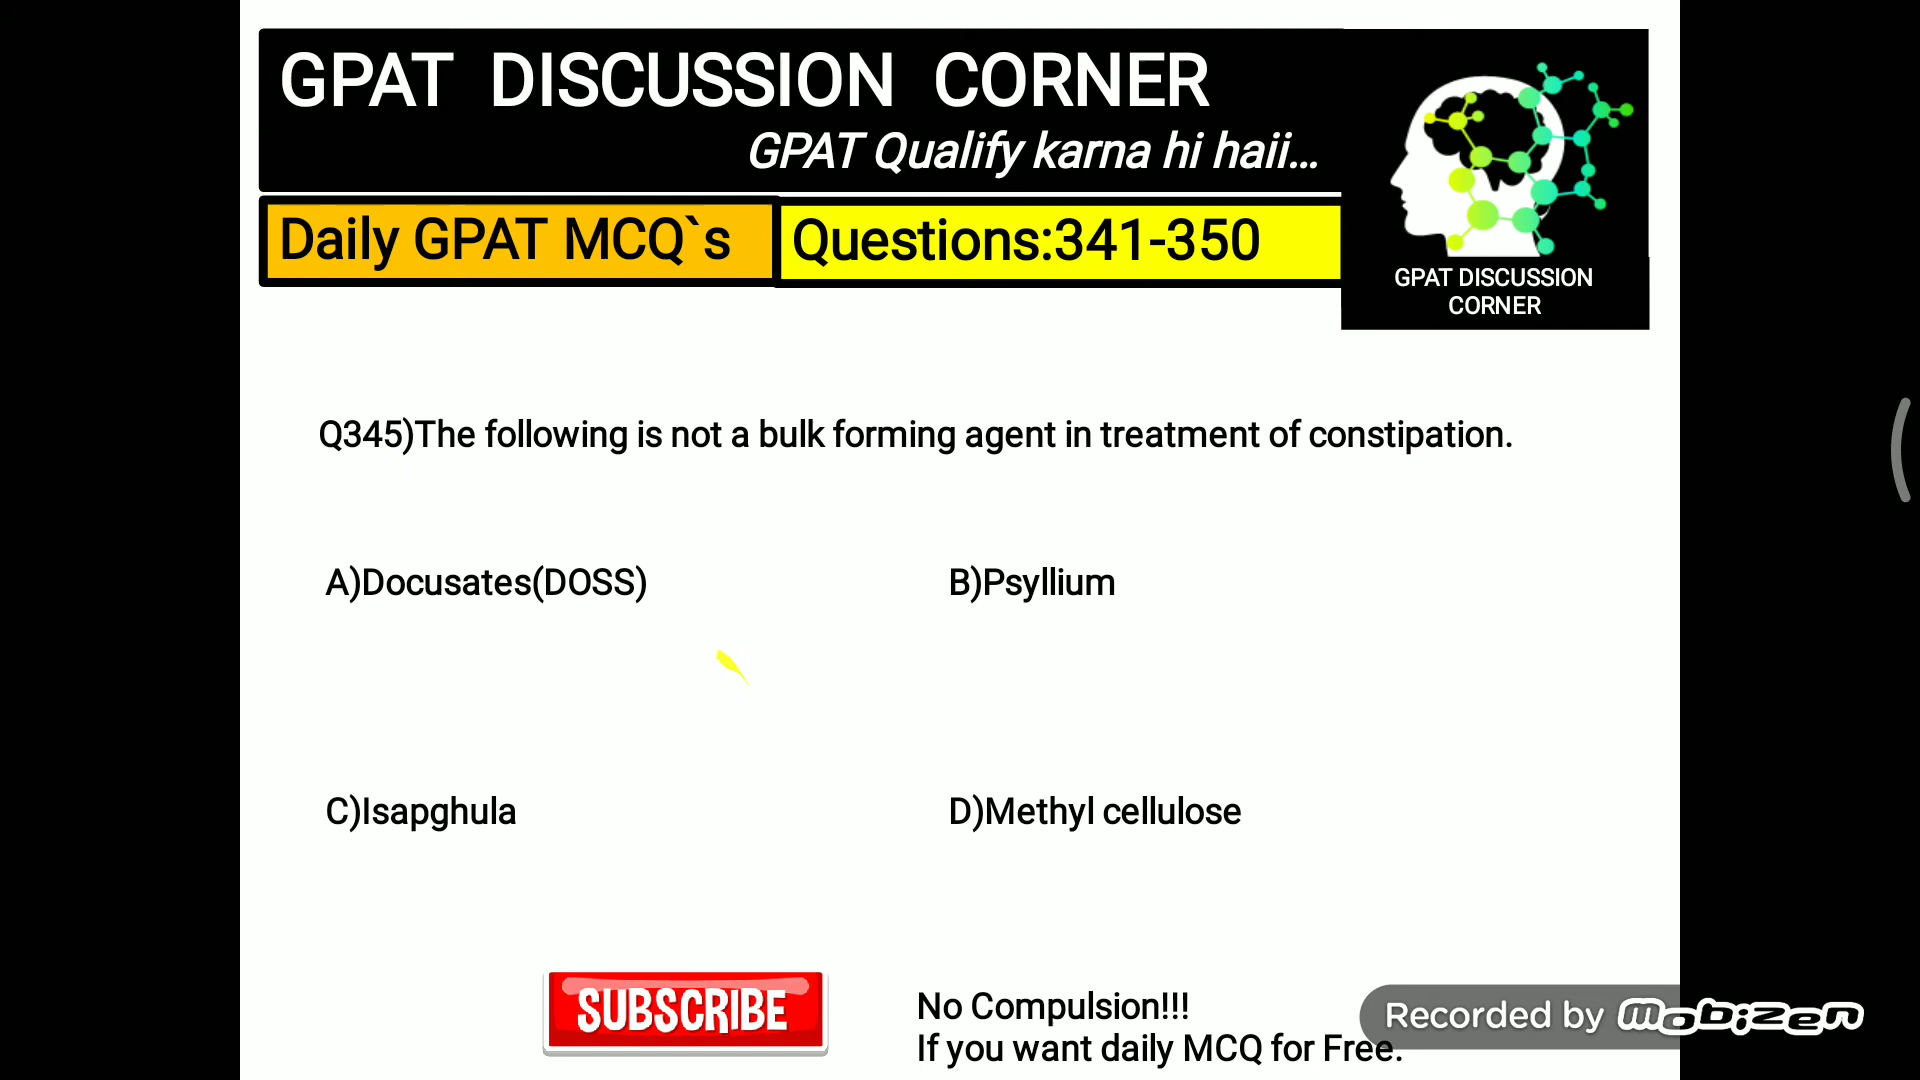 GPAT DISCUSSION CORNER
GPAT Qualify karna hi haii...
Daily GPAT MCQ`s
Questions:341-350
GPAT DISCUSSION
CORNER
Q345)The following is not a bulk forming agent in treatment of constipation.
A)Docusates(DOSS)
B)Psyllium
C)Isapghula
D)Methyl cellulose
SUBSCRIBE
No Compulsion!!!
If you want daily MCQ for Free.
Recorded by mobizen